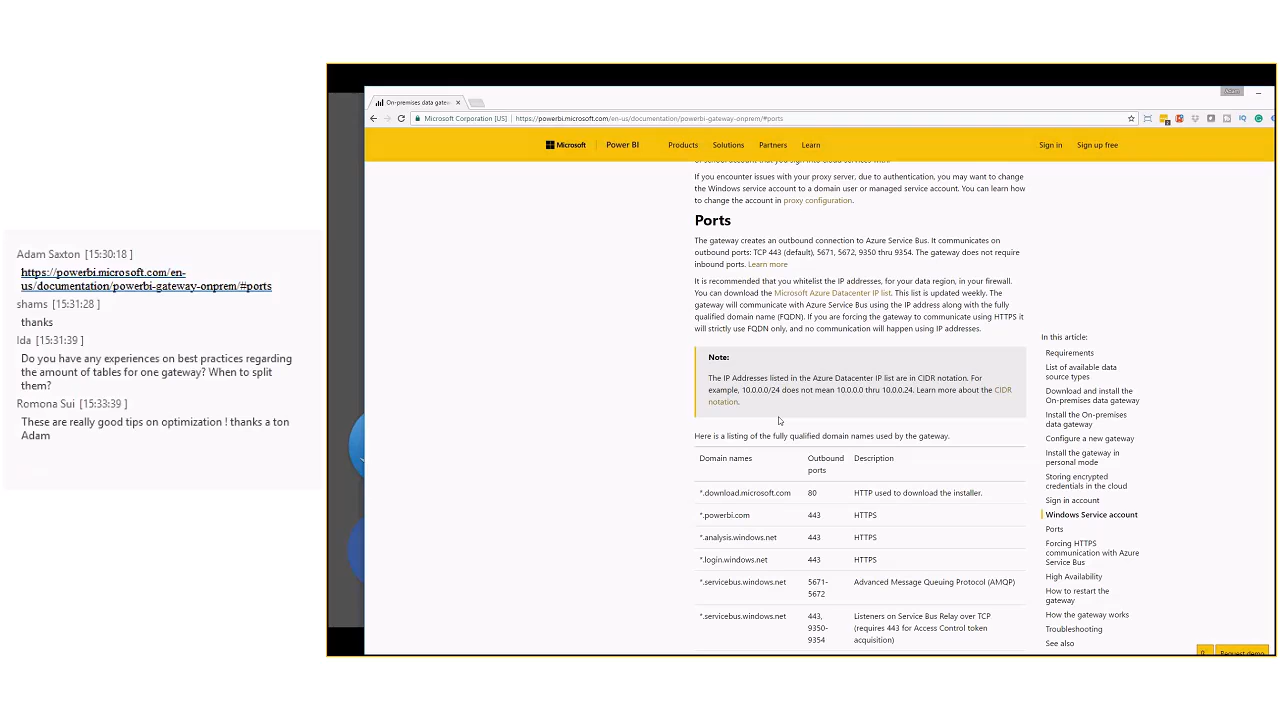 Adam Saxton [15:30:18 ]
https://powerbi.microsoft.com/en-
us/documentation/powerbi-gateway-onprem/#ports
shams [15:31:28 ]
thanks
Ida [15:31:39 ]
Do you have any experiences on best practices regarding
the amount of tables for one gateway? When to split
them?
Romona Sui [15:33:39 ]
These are really good tips on optimization ! thanks a ton
Adam
On-premises data gatew
Microsoft Corporation [US] https://powerbi.microsoft.com/en-us/documentation/powerbi-gateway-onprem/#ports
Microsoft Power BI Products Solutions Partners Learn Sign in Sign up free
If you encounter issues with your proxy server, due to authentication, you may want to change
the Windows service account to a domain user or managed service account. You can learn how
to change the account in proxy configuration.
Ports
The gateway creates an outbound connection to Azure Service Bus. It communicates on
outbound ports: TCP 443 (default), 5671, 5672, 9350 thru 9354. The gateway does not require
inbound ports. Learn more
It is recommended that you whitelist the IP addresses, for your data region, in your firewall.
You can download the Microsoft Azure Datacenter IP list. This list is updated weekly. The
gateway will communicate with Azure Service Bus using the IP address along with the fully
qualified domain name (FQDN). If you are forcing the gateway to communicate using HTTPS it
will strictly use FQDN only, and no communication will happen using IP addresses.
Note:
The IP Addresses listed in the Azure Datacenter IP list are in CIDR notation. For
example, 10.0.0.0/24 does not mean 10.0.0.0 thru 10.0.0.24. Learn more about the CIDR
notation.
Here is a listing of the fully qualified domain names used by the gateway.
Domain names Outbound Description
ports
*.download.microsoft.com 80 HTTP used to download the installer.
*.powerbi.com 443 HTTPS
*.analysis.windows.net 443 HTTPS
*.login.windows.net 443 HTTPS
*.servicebus.windows.net 5671- Advanced Message Queuing Protocol (AMQP)
5672
*.servicebus.windows.net 443, Listeners on Service Bus Relay over TCP
9350- (requires 443 for Access Control token
9354 acquisition)
In this article:
Requirements
List of available data
source types
Download and install the
On-premises data gateway
Install the On-premises
data gateway
Configure a new gateway
Install the gateway in
personal mode
Storing encrypted
credentials in the cloud
Sign in account
Windows Service account
Ports
Forcing HTTPS
communication with Azure
Service Bus
High Availability
How to restart the
gateway
How the gateway works
Troubleshooting
See also
Request demo